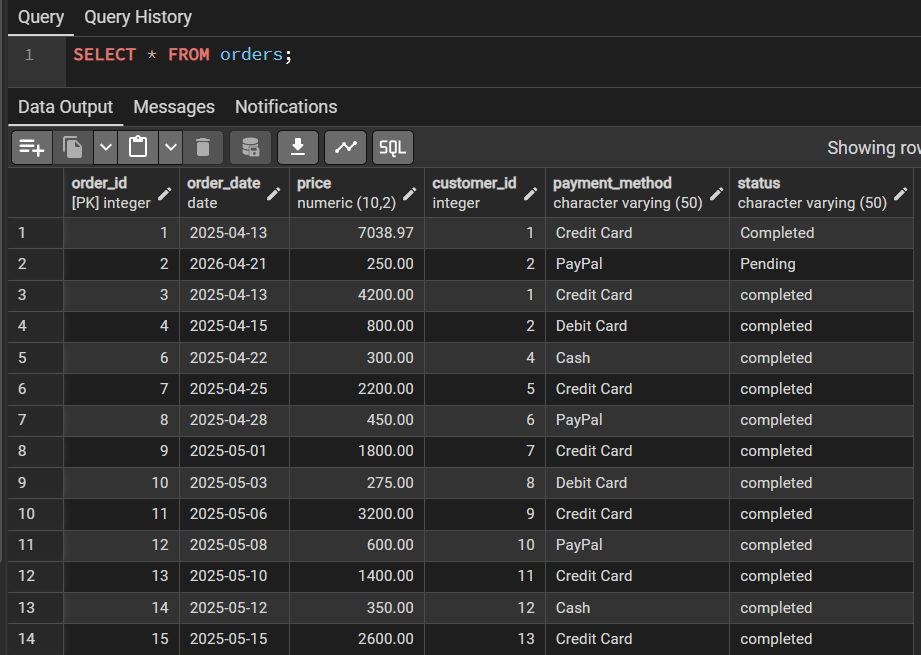 Query Query History
1 SELECT * FROM orders;
Data Output Messages Notifications
SQL Showing
order_id order_date price customer_id payment_method status
[PK] integer date numeric (10,2) integer character varying (50) character varying (50)
1 1 2025-04-13 7038.97 1 Credit Card Completed
2 2 2026-04-21 250.00 2 PayPal Pending
3 3 2025-04-13 4200.00 1 Credit Card completed
4 4 2025-04-15 800.00 2 Debit Card completed
5 6 2025-04-22 300.00 4 Cash completed
6 7 2025-04-25 2200.00 5 Credit Card completed
7 8 2025-04-28 450.00 6 PayPal completed
8 9 2025-05-01 1800.00 7 Credit Card completed
9 10 2025-05-03 275.00 8 Debit Card completed
10 11 2025-05-06 3200.00 9 Credit Card completed
11 12 2025-05-08 600.00 10 PayPal completed
12 13 2025-05-10 1400.00 11 Credit Card completed
13 14 2025-05-12 350.00 12 Cash completed
14 15 2025-05-15 2600.00 13 Credit Card completed